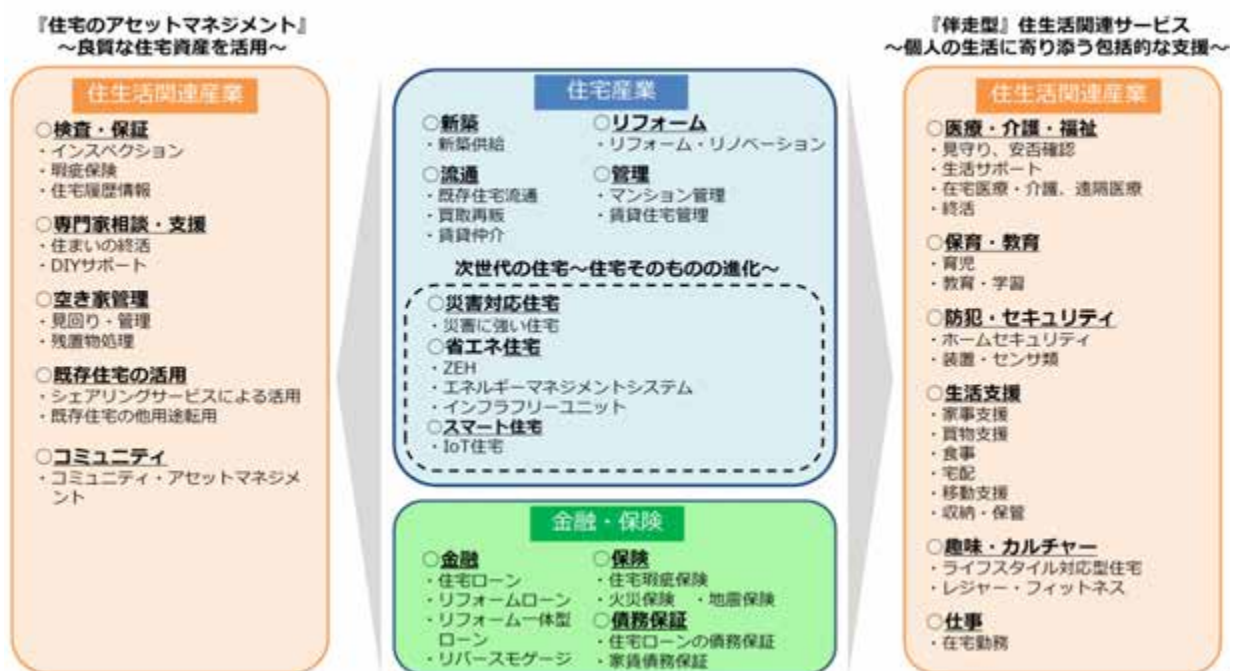 『住宅のアセットマネジメント』
～良質な住宅資産を活用～
住生活関連産業
○検査・保証
・インスペクション
・瑕疵保険
・住宅履歴情報
○専門家相談・支援
・住まいの終活
・DIYサポート
○空き家管理
・見回り・管理
・残置物処理
○既存住宅の活用
・シェアリングサービスによる活用
・既存住宅の他用途転用
○コミュニティ
・コミュニティ・アセットマネジメ
ント
住宅産業
○新築
・新築供給
○リフォーム
・リフォーム・リノベーション
○流通
・既存住宅流通
・買取再販
・賃貸仲介
○管理
・マンション管理
・賃貸住宅管理
次世代の住宅～住宅そのものの進化～
○災害対応住宅
・災害に強い住宅
○省エネ住宅
・ZEH
・エネルギーマネジメントシステム
・インフラフリーユニット
○スマート住宅
・IoT住宅
金融・保険
○金融
・住宅ローン
・リフォームローン
・リフォーム一体型
ローン
・リバースモゲージ
○保険
・住宅瑕疵保険
・火災保険 ・地震保険
○債務保証
・住宅ローンの債務保証
・家賃債務保証
『伴走型』住生活関連サービス
～個人の生活に寄り添う包括的な支援～
住生活関連産業
○医療・介護・福祉
・見守り、安否確認
・生活サポート
・在宅医療・介護、遠隔医療
・終活
○保育・教育
・育児
・教育・学習
○防犯・セキュリティ
・ホームセキュリティ
・装置・センサ類
○生活支援
・家事支援
・買物支援
・食事
・宅配
・移動支援
・収納・保管
○趣味・カルチャー
・ライフスタイル対応型住宅
・レジャー・フィットネス
○仕事
・在宅勤務